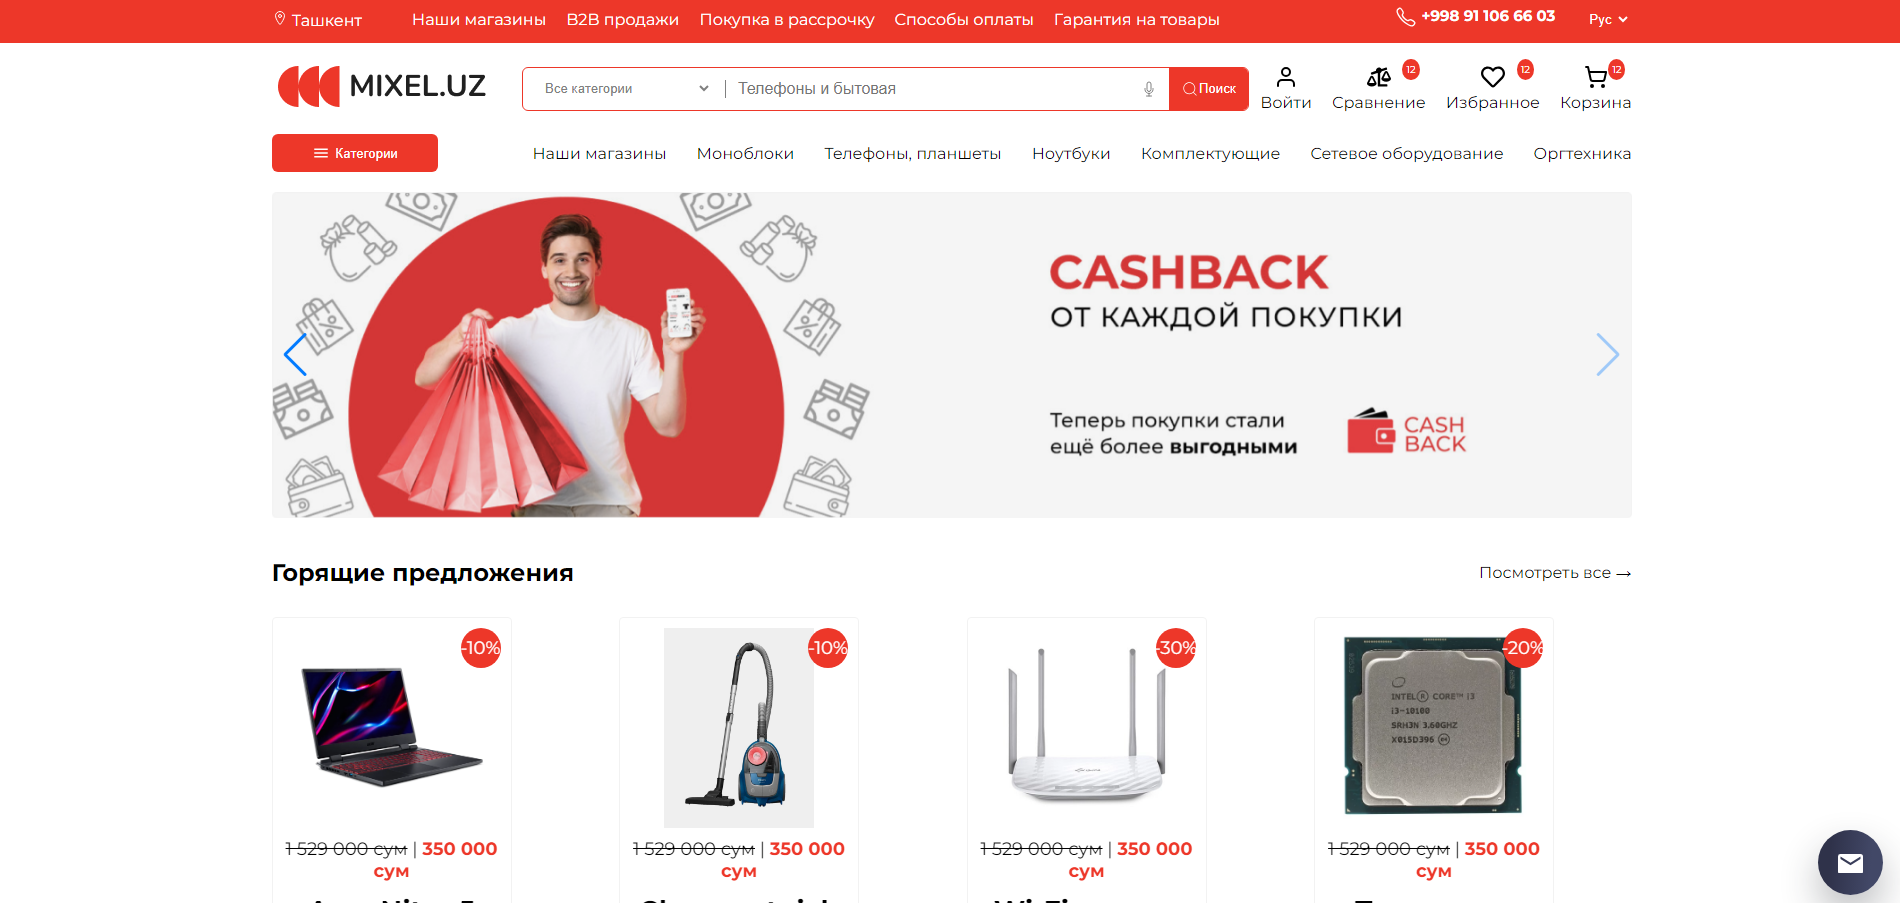 Ташкент
Наши магазины
B2B продажи
Покупка в рассрочку
Способы оплаты
Гарантия на товары
+998 91 106 66 03
Рус
MIXEL.UZ
Все категории
Телефоны и бытовая
Поиск
Войти
12
Сравнение
12
Избранное
12
Корзина
Категории
Наши магазины
Моноблоки
Телефоны, планшеты
Ноутбуки
Комплектующие
Сетевое оборудование
Оргтехника
CASHBACK
ОТ КАЖДОЙ ПОКУПКИ
Теперь покупки стали
ещё более выгодными
CASH
BACK
Горящие предложения
Посмотреть все →
-10%
-10%
-30%
-20%
INTEL® CORE™ i3
i3-10100
SRH3N 3.60GHZ
X015D396
1 529 000 сум | 350 000
сум
1 529 000 сум | 350 000
сум
1 529 000 сум | 350 000
сум
1 529 000 сум | 350 000
сум